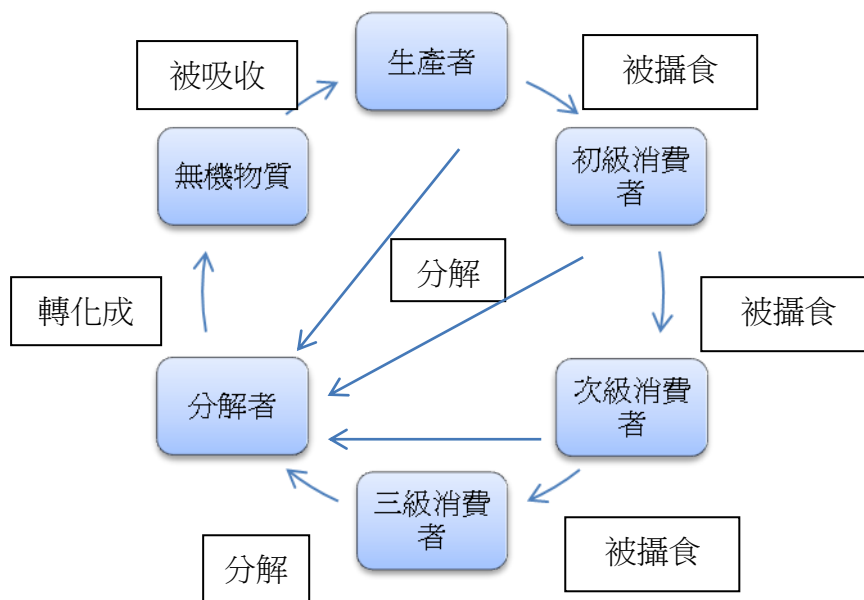 生產者
被吸收
被攝食
無機物質
初級消費
者
分解
轉化成
被攝食
分解者
次級消費
者
三級消費
者
分解
被攝食